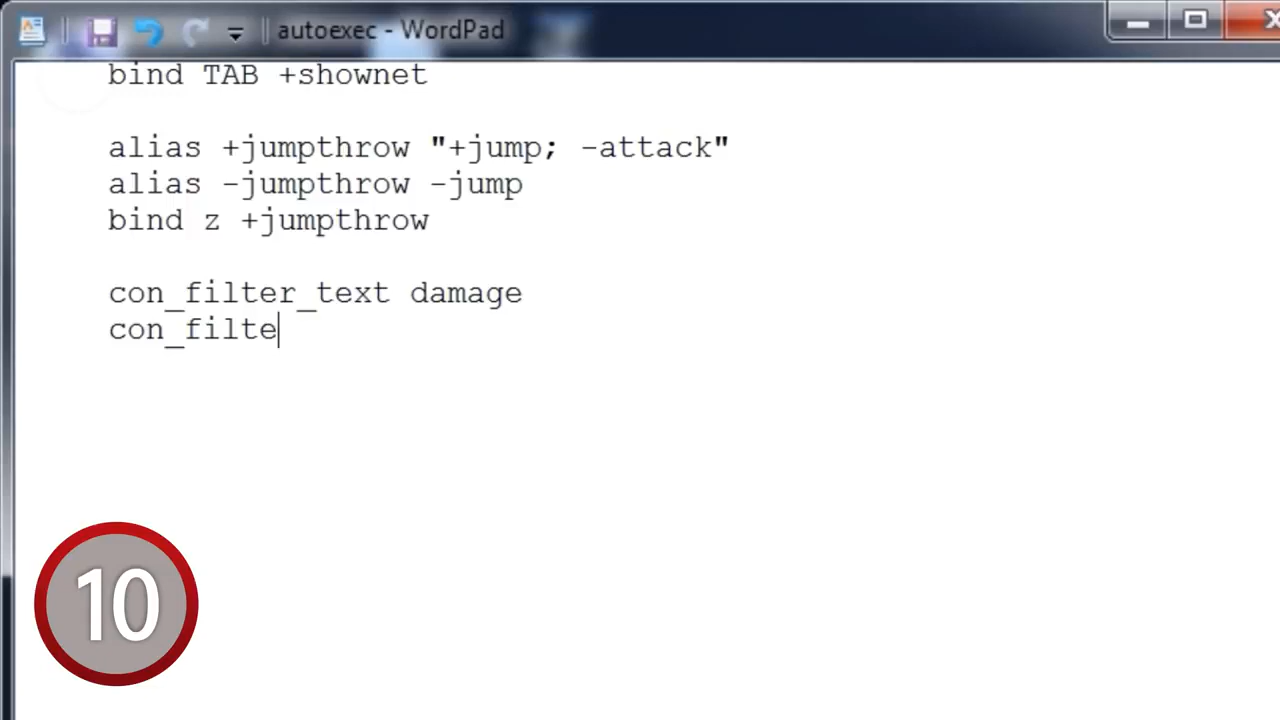 autoexec - WordPad
bind TAB +shownet
alias +jumpthrow "+jump; -attack"
alias -jumpthrow -jump
bind z +jumpthrow
con_filter_text damage
con_filte
10